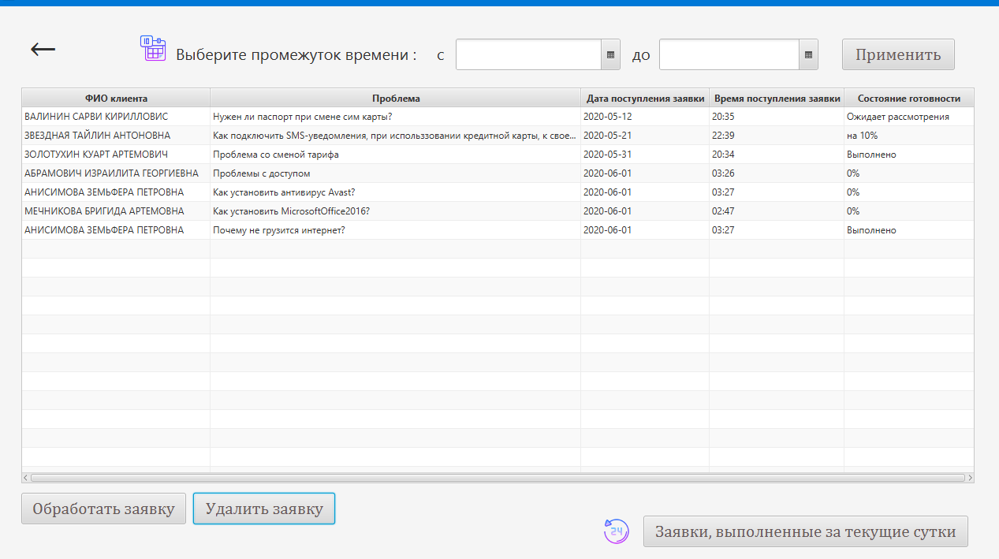 Выберите промежуток времени : с до Применить
ФИО клиента Проблема Дата поступления заявки Время поступления заявки Состояние готовности
ВАЛИНИН САРВИ КИРИЛЛОВИС Нужен ли паспорт при смене сим карты? 2020-05-12 20:35 Ожидает рассмотрения
ЗВЕЗДНАЯ ТАЙЛИН АНТОНОВНА Как подключить SMS-уведомления, при использзовании кредитной карты, к свое... 2020-05-21 22:39 на 10%
ЗОЛОТУХИН КУАРТ АРТЕМОВИЧ Проблема со сменой тарифа 2020-05-31 20:34 Выполнено
АБРАМОВИЧ ИЗРАИЛИТА ГЕОРГИЕВНА Проблемы с доступом 2020-06-01 03:26 0%
АНИСИМОВА ЗЕМЬФЕРА ПЕТРОВНА Как установить антивирус Avast? 2020-06-01 03:27 0%
МЕЧНИКОВА БРИГИДА АРТЕМОВНА Как установить MicrosoftOffice2016? 2020-06-01 02:47 0%
АНИСИМОВА ЗЕМЬФЕРА ПЕТРОВНА Почему не грузится интернет? 2020-06-01 03:27 Выполнено
Обработать заявку Удалить заявку
24 Заявки, выполненные за текущие сутки